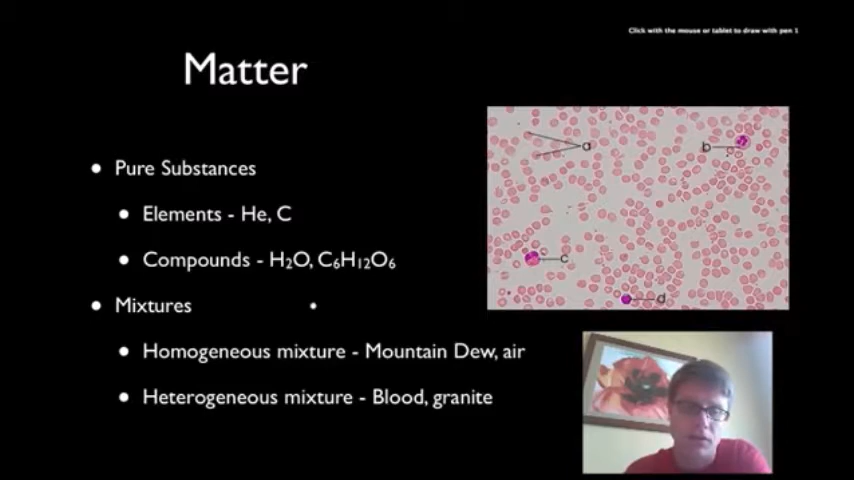 Click with the mouse or tablet to draw with pen 1
Matter
• Pure Substances
• Elements - He, C
• Compounds - H₂O, C₆H₁₂O₆
• Mixtures
• Homogeneous mixture - Mountain Dew, air
• Heterogeneous mixture - Blood, granite
a
b
c
d